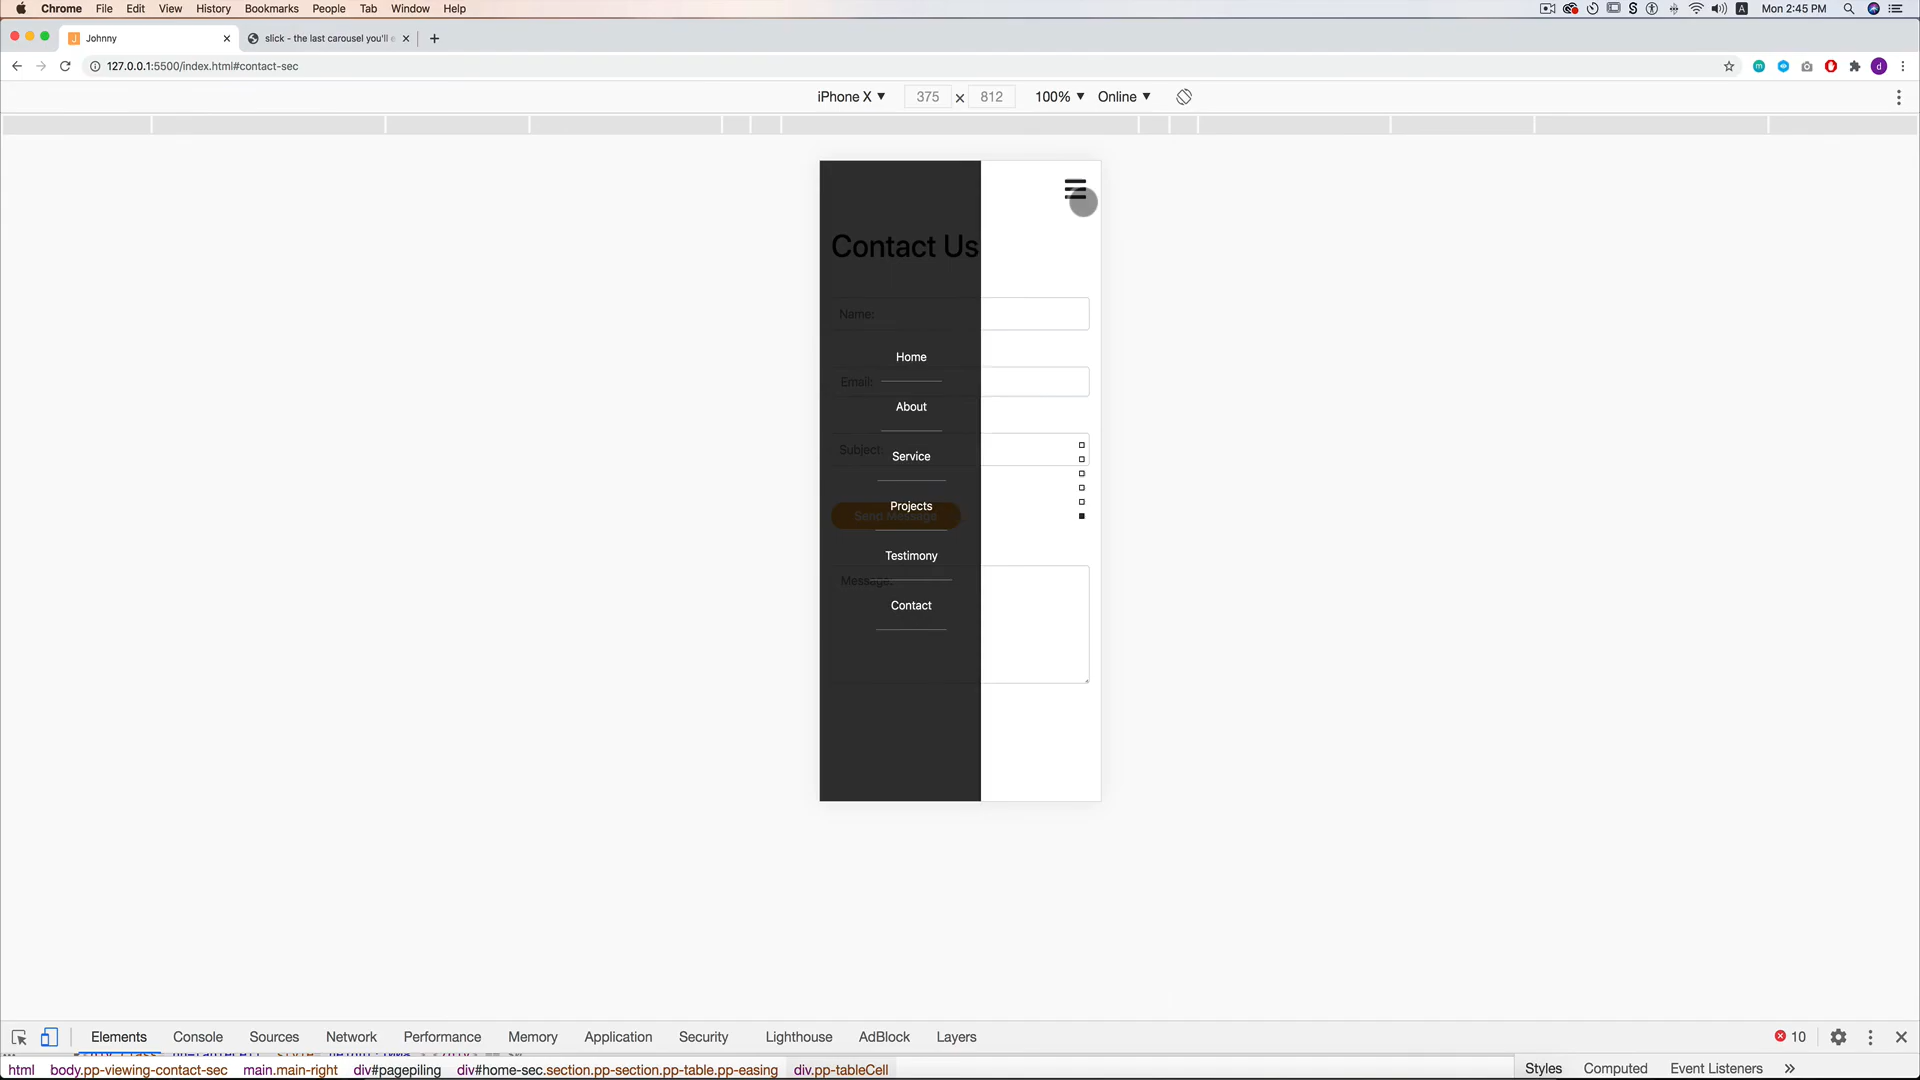 Chrome File Edit View History Bookmarks People Tab Window Help
A Mon 2:45 PM
J Johnny
slick - the last carousel you'll
127.0.0.1:5500/index.html#contact-sec
m d
iPhone X ▼ 375 × 812 100% ▼ Online ▼
Contact Us
Name:
Home
Email:
About
Subject:
Service
Projects
Send Message
Testimony
Message:
Contact
Elements Console Sources Network Performance Memory Application Security Lighthouse AdBlock Layers
10
html body.pp-viewing-contact-sec main.main-right div#pagepiling div#home-sec.section.pp-section.pp-table.pp-easing div.pp-tableCell
Styles Computed Event Listeners »